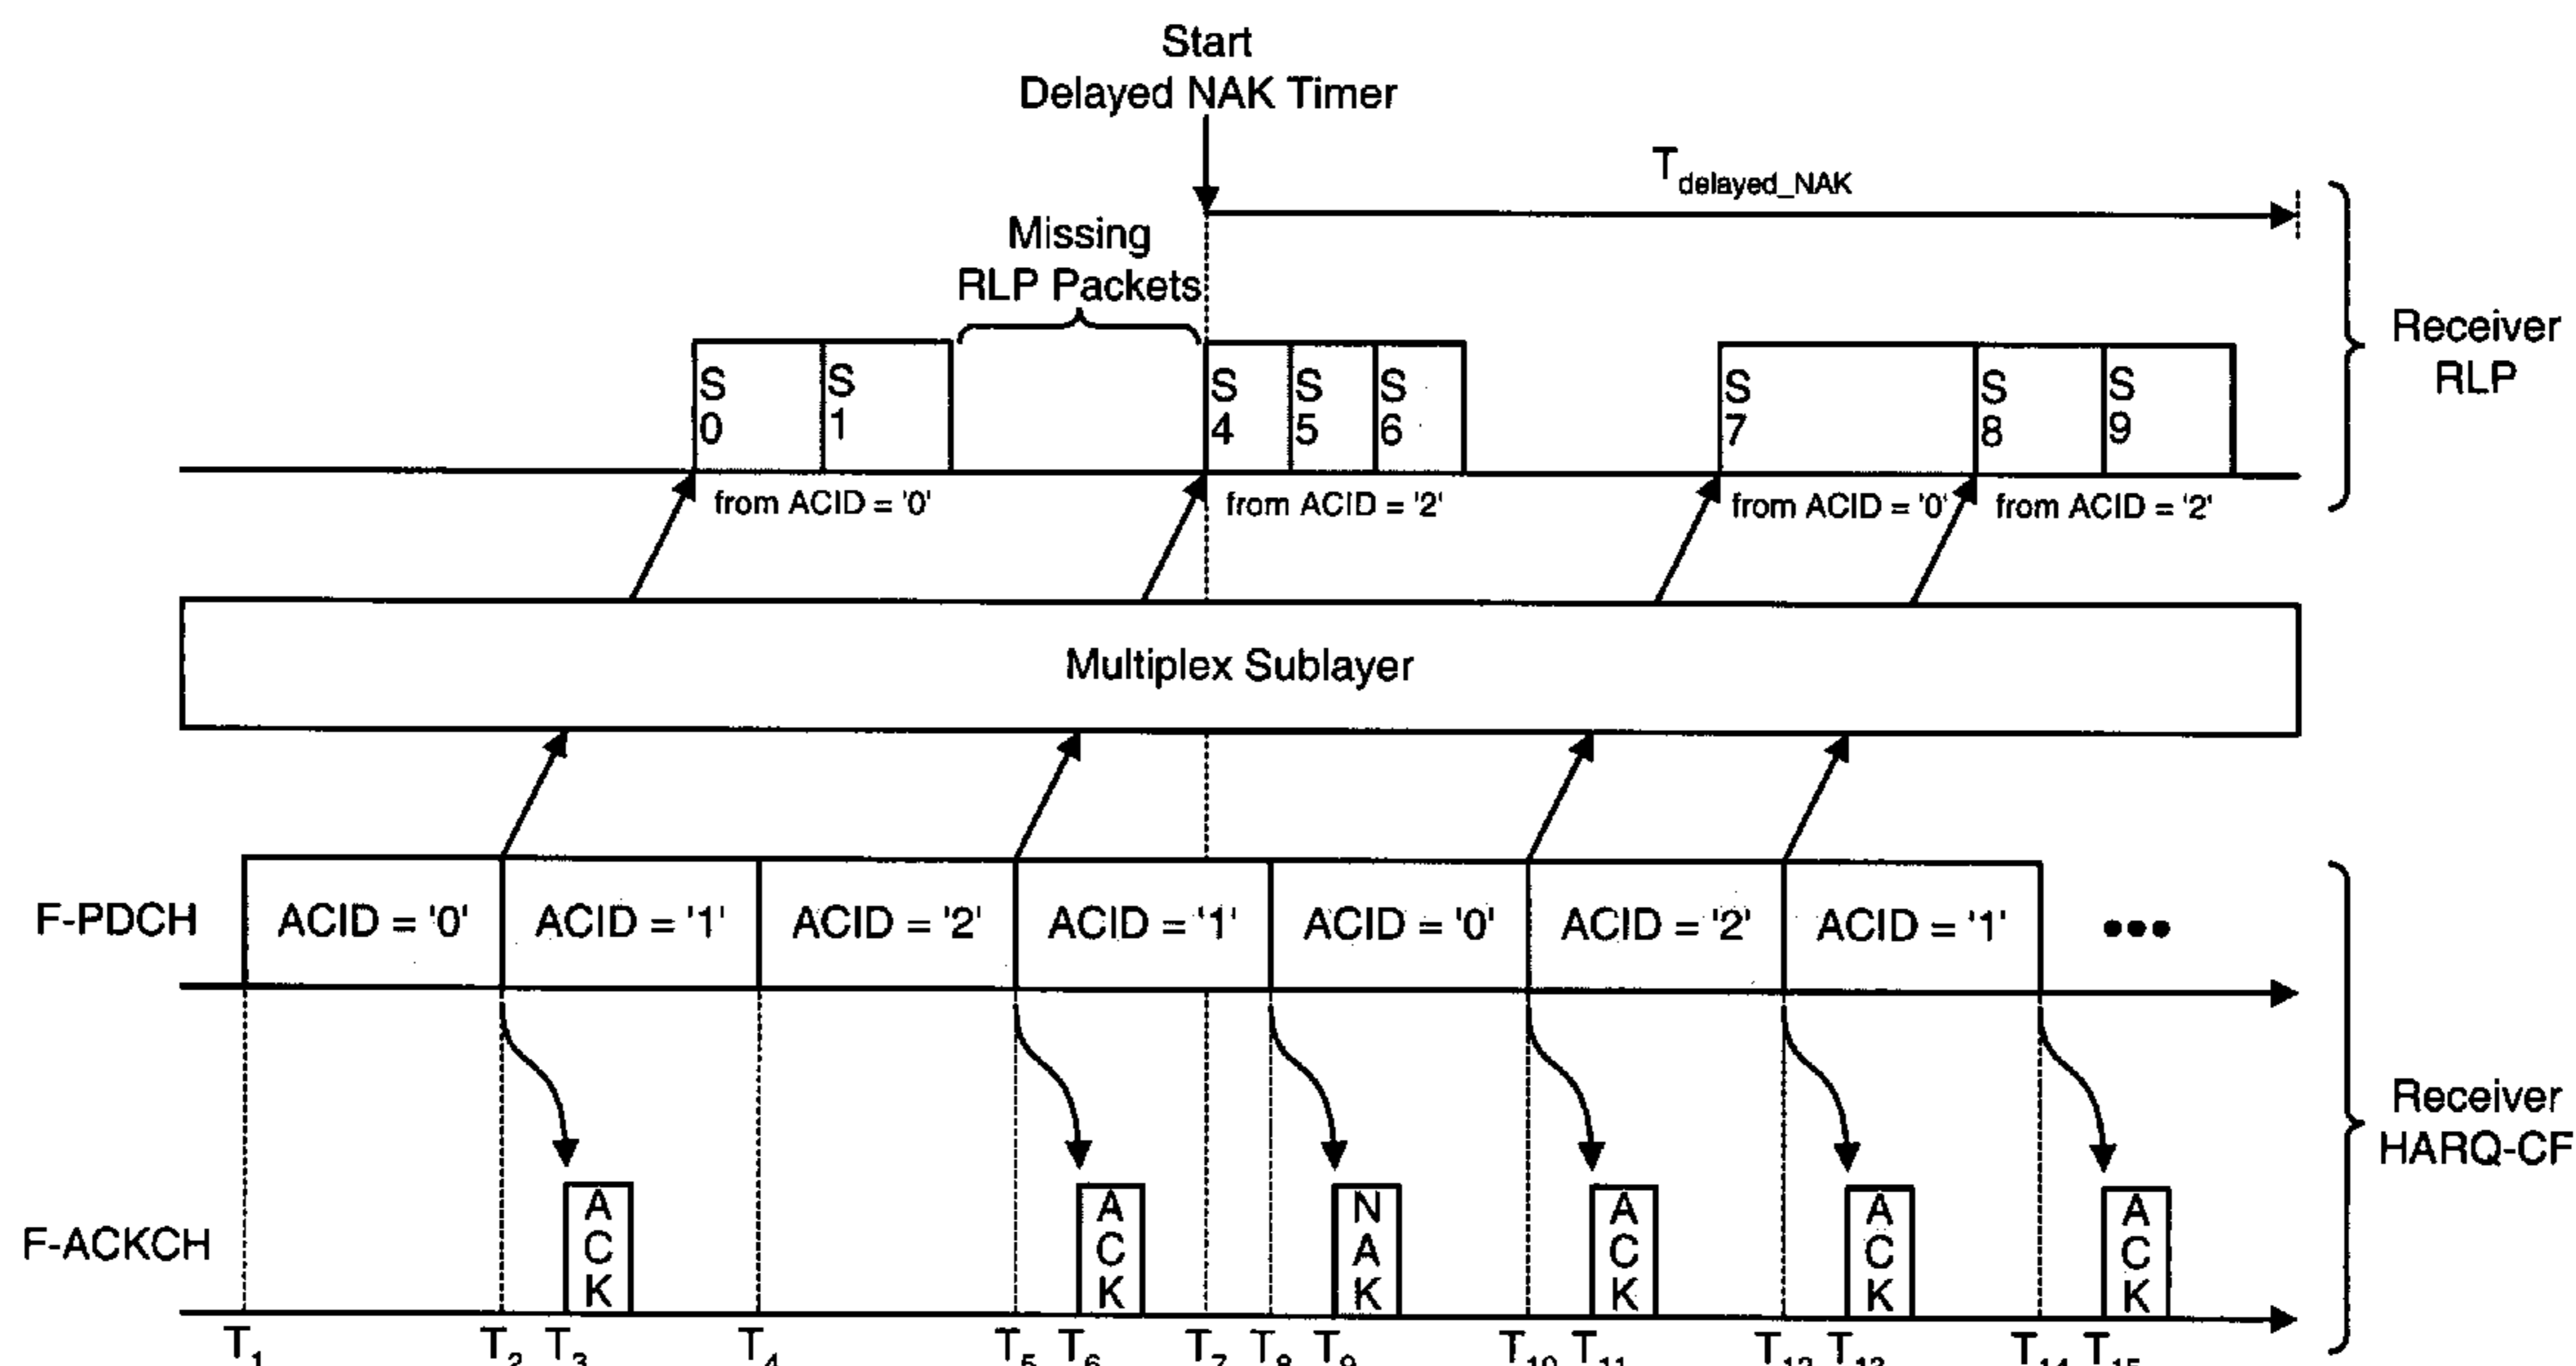 Start
Delayed NAK Timer
Tdelayed_NAK
Missing
RLP Packets
S 0
S 1
S 4
S 5
S 6
S 7
S 8
S 9
Receiver
RLP
from ACID = '0'
from ACID = '2'
from ACID = '0'
from ACID = '2'
Multiplex Sublayer
F-PDCH
ACID = '0'
ACID = '1'
ACID = '2'
ACID = '1'
ACID = '0'
ACID = '2'
ACID = '1'
•••
Receiver
HARQ-CF
F-ACKCH
ACK
ACK
NAK
ACK
ACK
ACK
T1 T2 T3 T4 T5 T6 T7 T8 T9 T10 T11 T12 T13 T14 T15